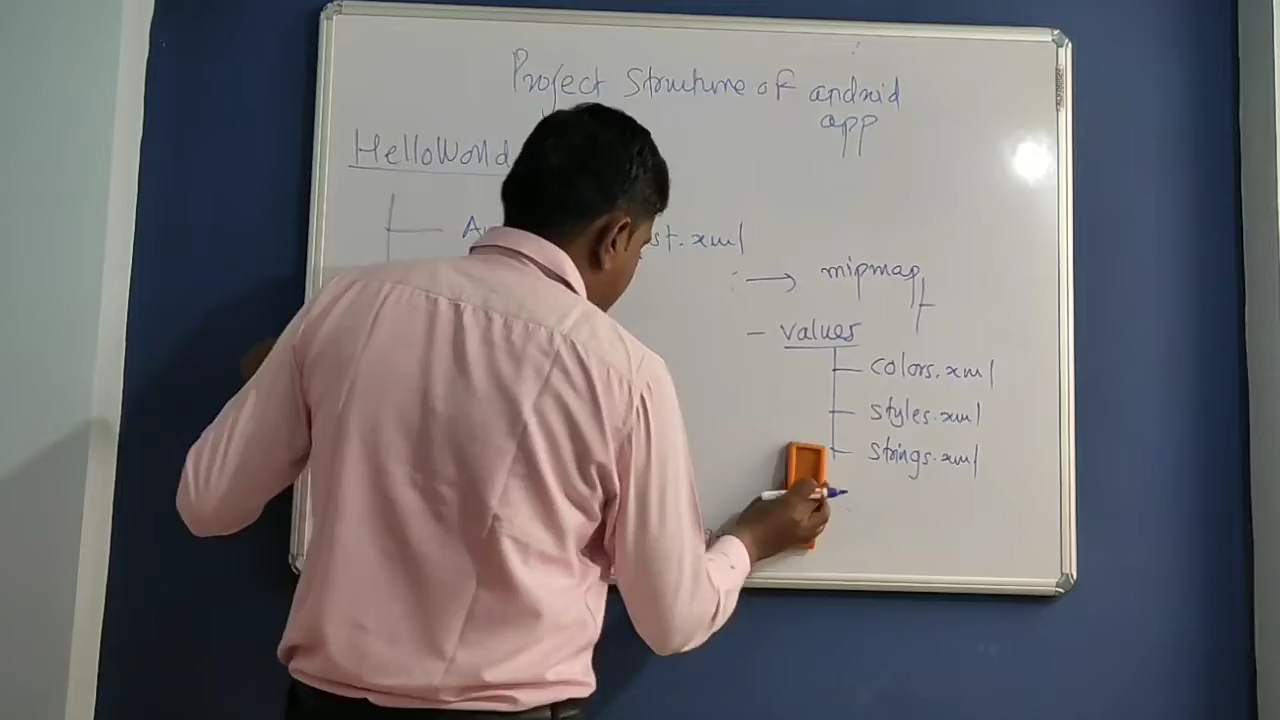 Project Structure of android
app
HelloWorld
st.xml
→ mipmap
- values
colors.xml
styles.xml
strings.xml